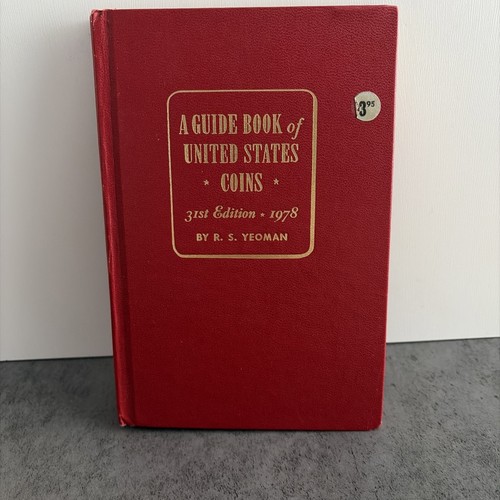 A GUIDE BOOK of
UNITED STATES
* COINS *
31st Edition * 1978
BY R. S. YEOMAN
$3.95